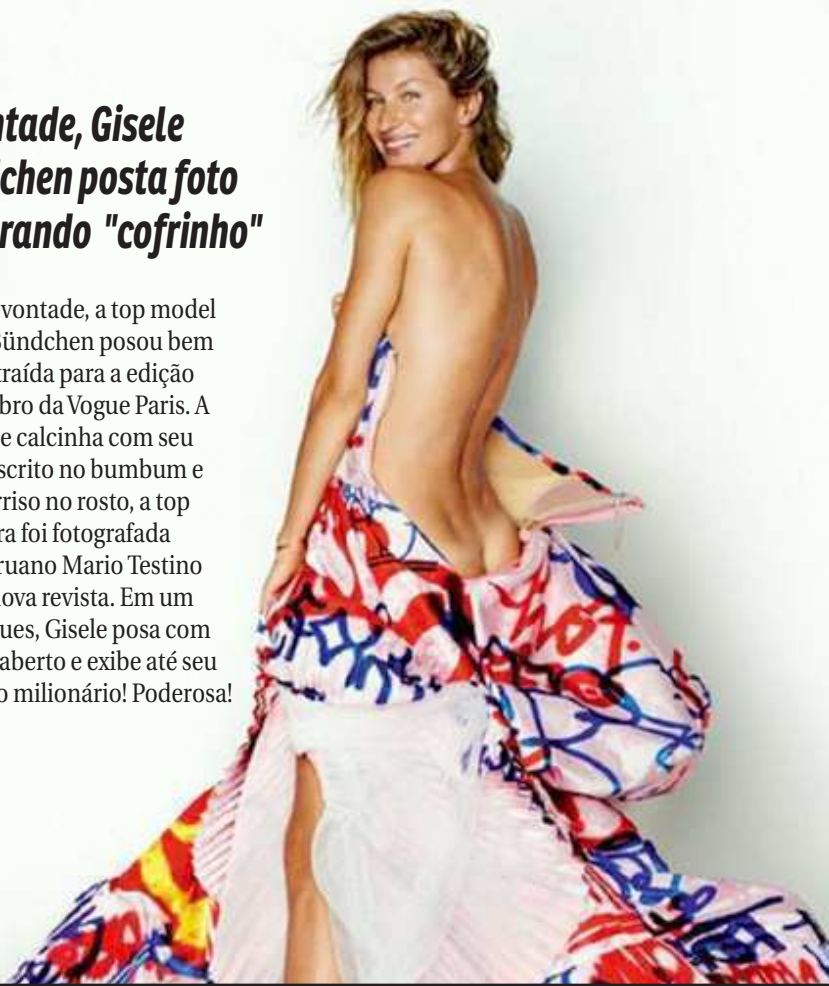 ntade, Gisele
chen posta foto
rando "cofrinho"
vontade, a top model
ündchen posou bem
traída para a edição
bro da Vogue Paris. A
e calcinha com seu
scrito no bumbum e
riso no rosto, a top
ra foi fotografada
ruano Mario Testino
ova revista. Em um
ues, Gisele posa com
aberto e exibe até seu
o milionário! Poderosa!
hot.